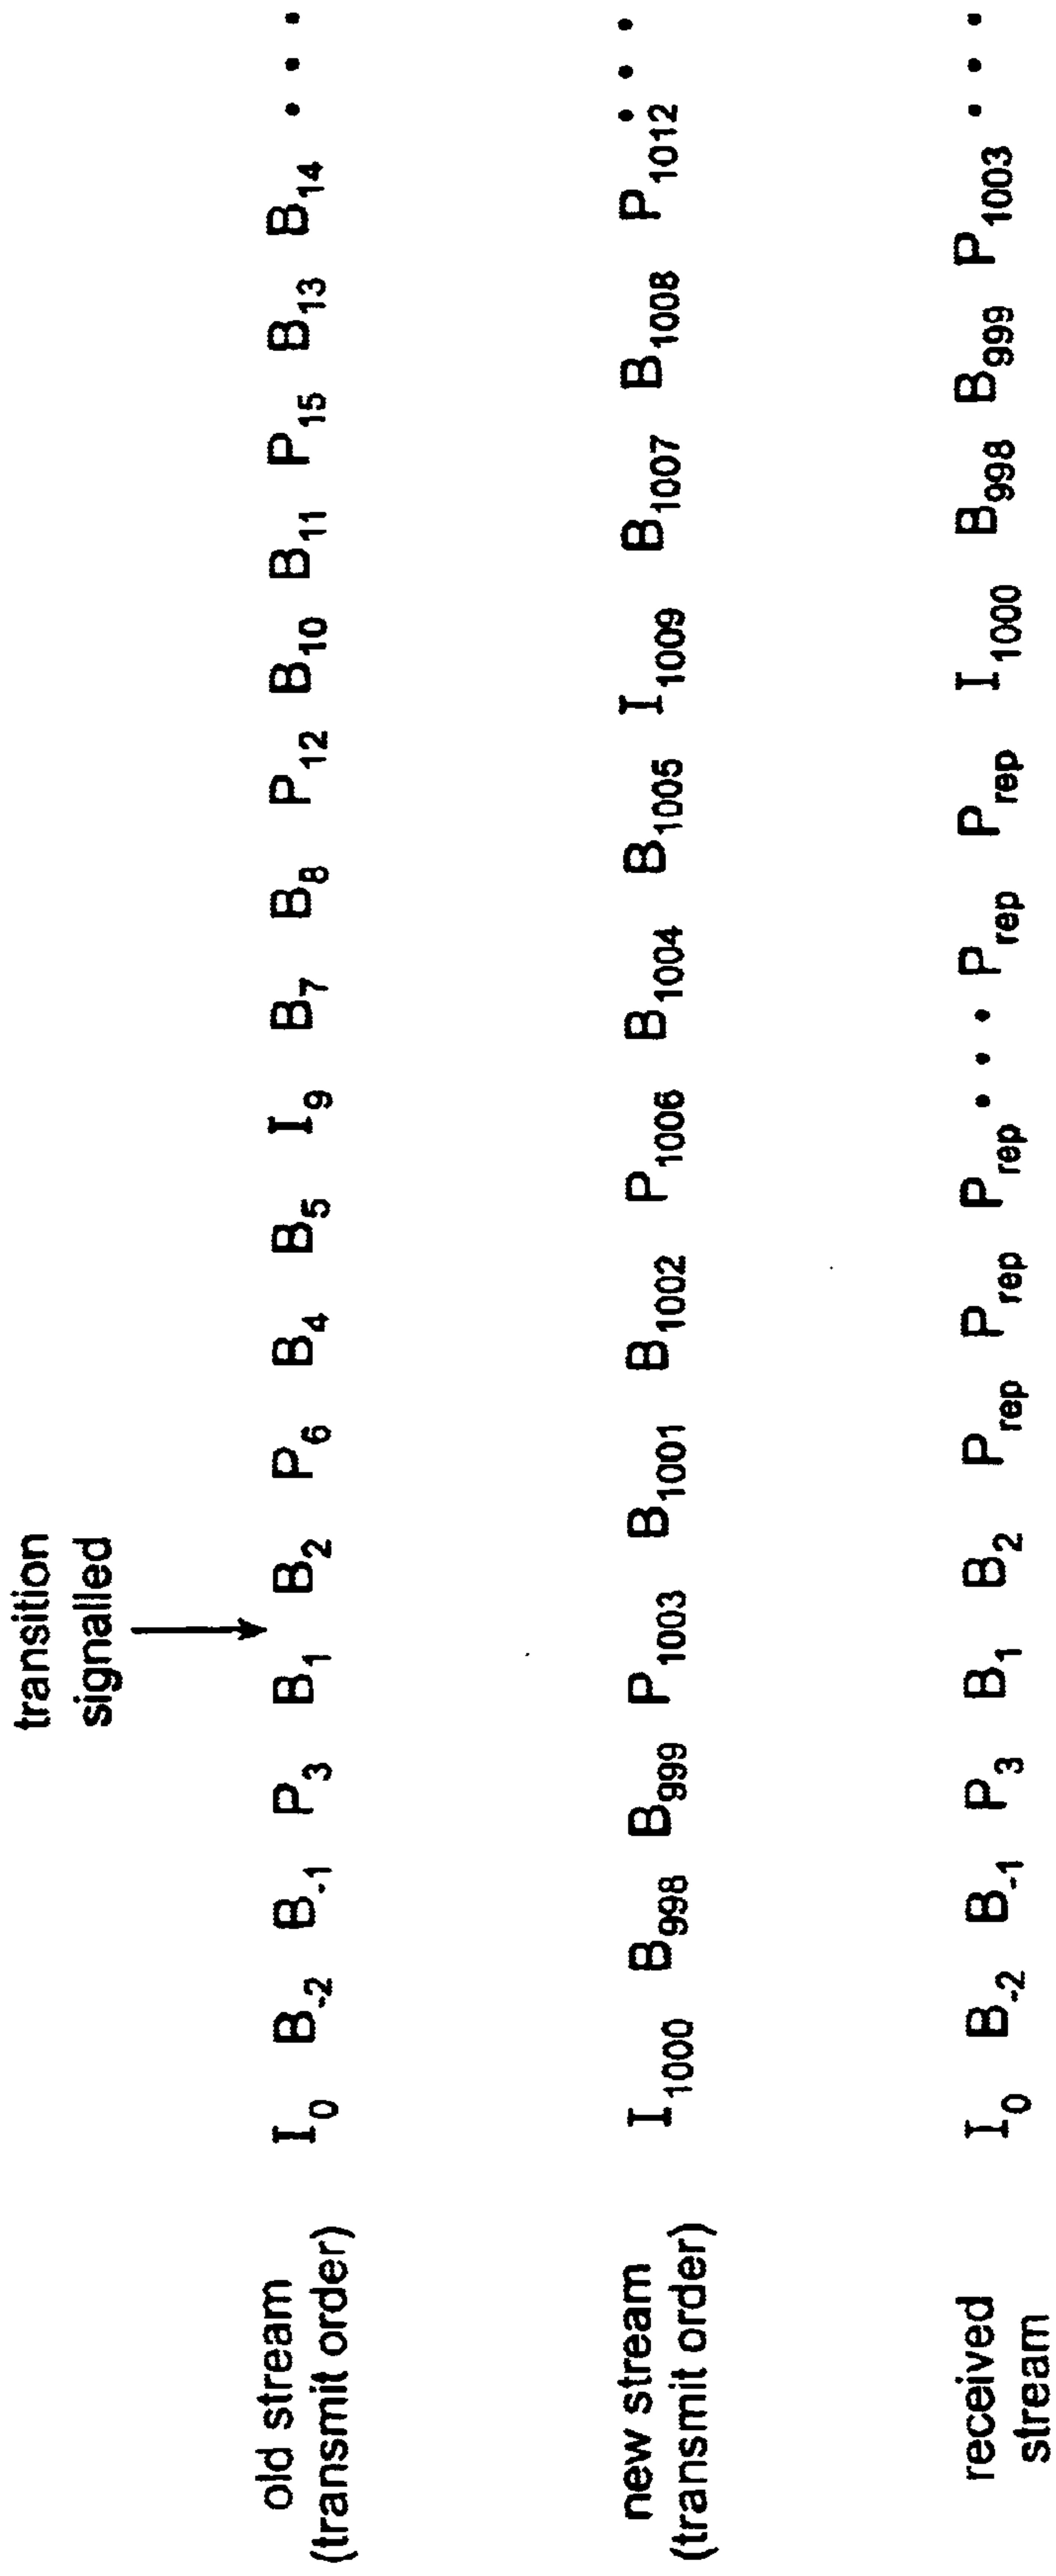 transition
signalled
old stream
(transmit order)
I0 B-2 B-1 P3 B1 B2 P6 B4 B5 I9 B7 B8 P12 B10 B11 P15 B13 B14 • • •
new stream
(transmit order)
I1000 B998 B999 P1003 B1001 B1002 P1006 B1004 B1005 I1009 B1007 B1008 P1012 • • •
received
stream
I0 B-2 B-1 P3 B1 B2 Prep Prep Prep • • • Prep Prep I1000 B998 B999 P1003 • • •